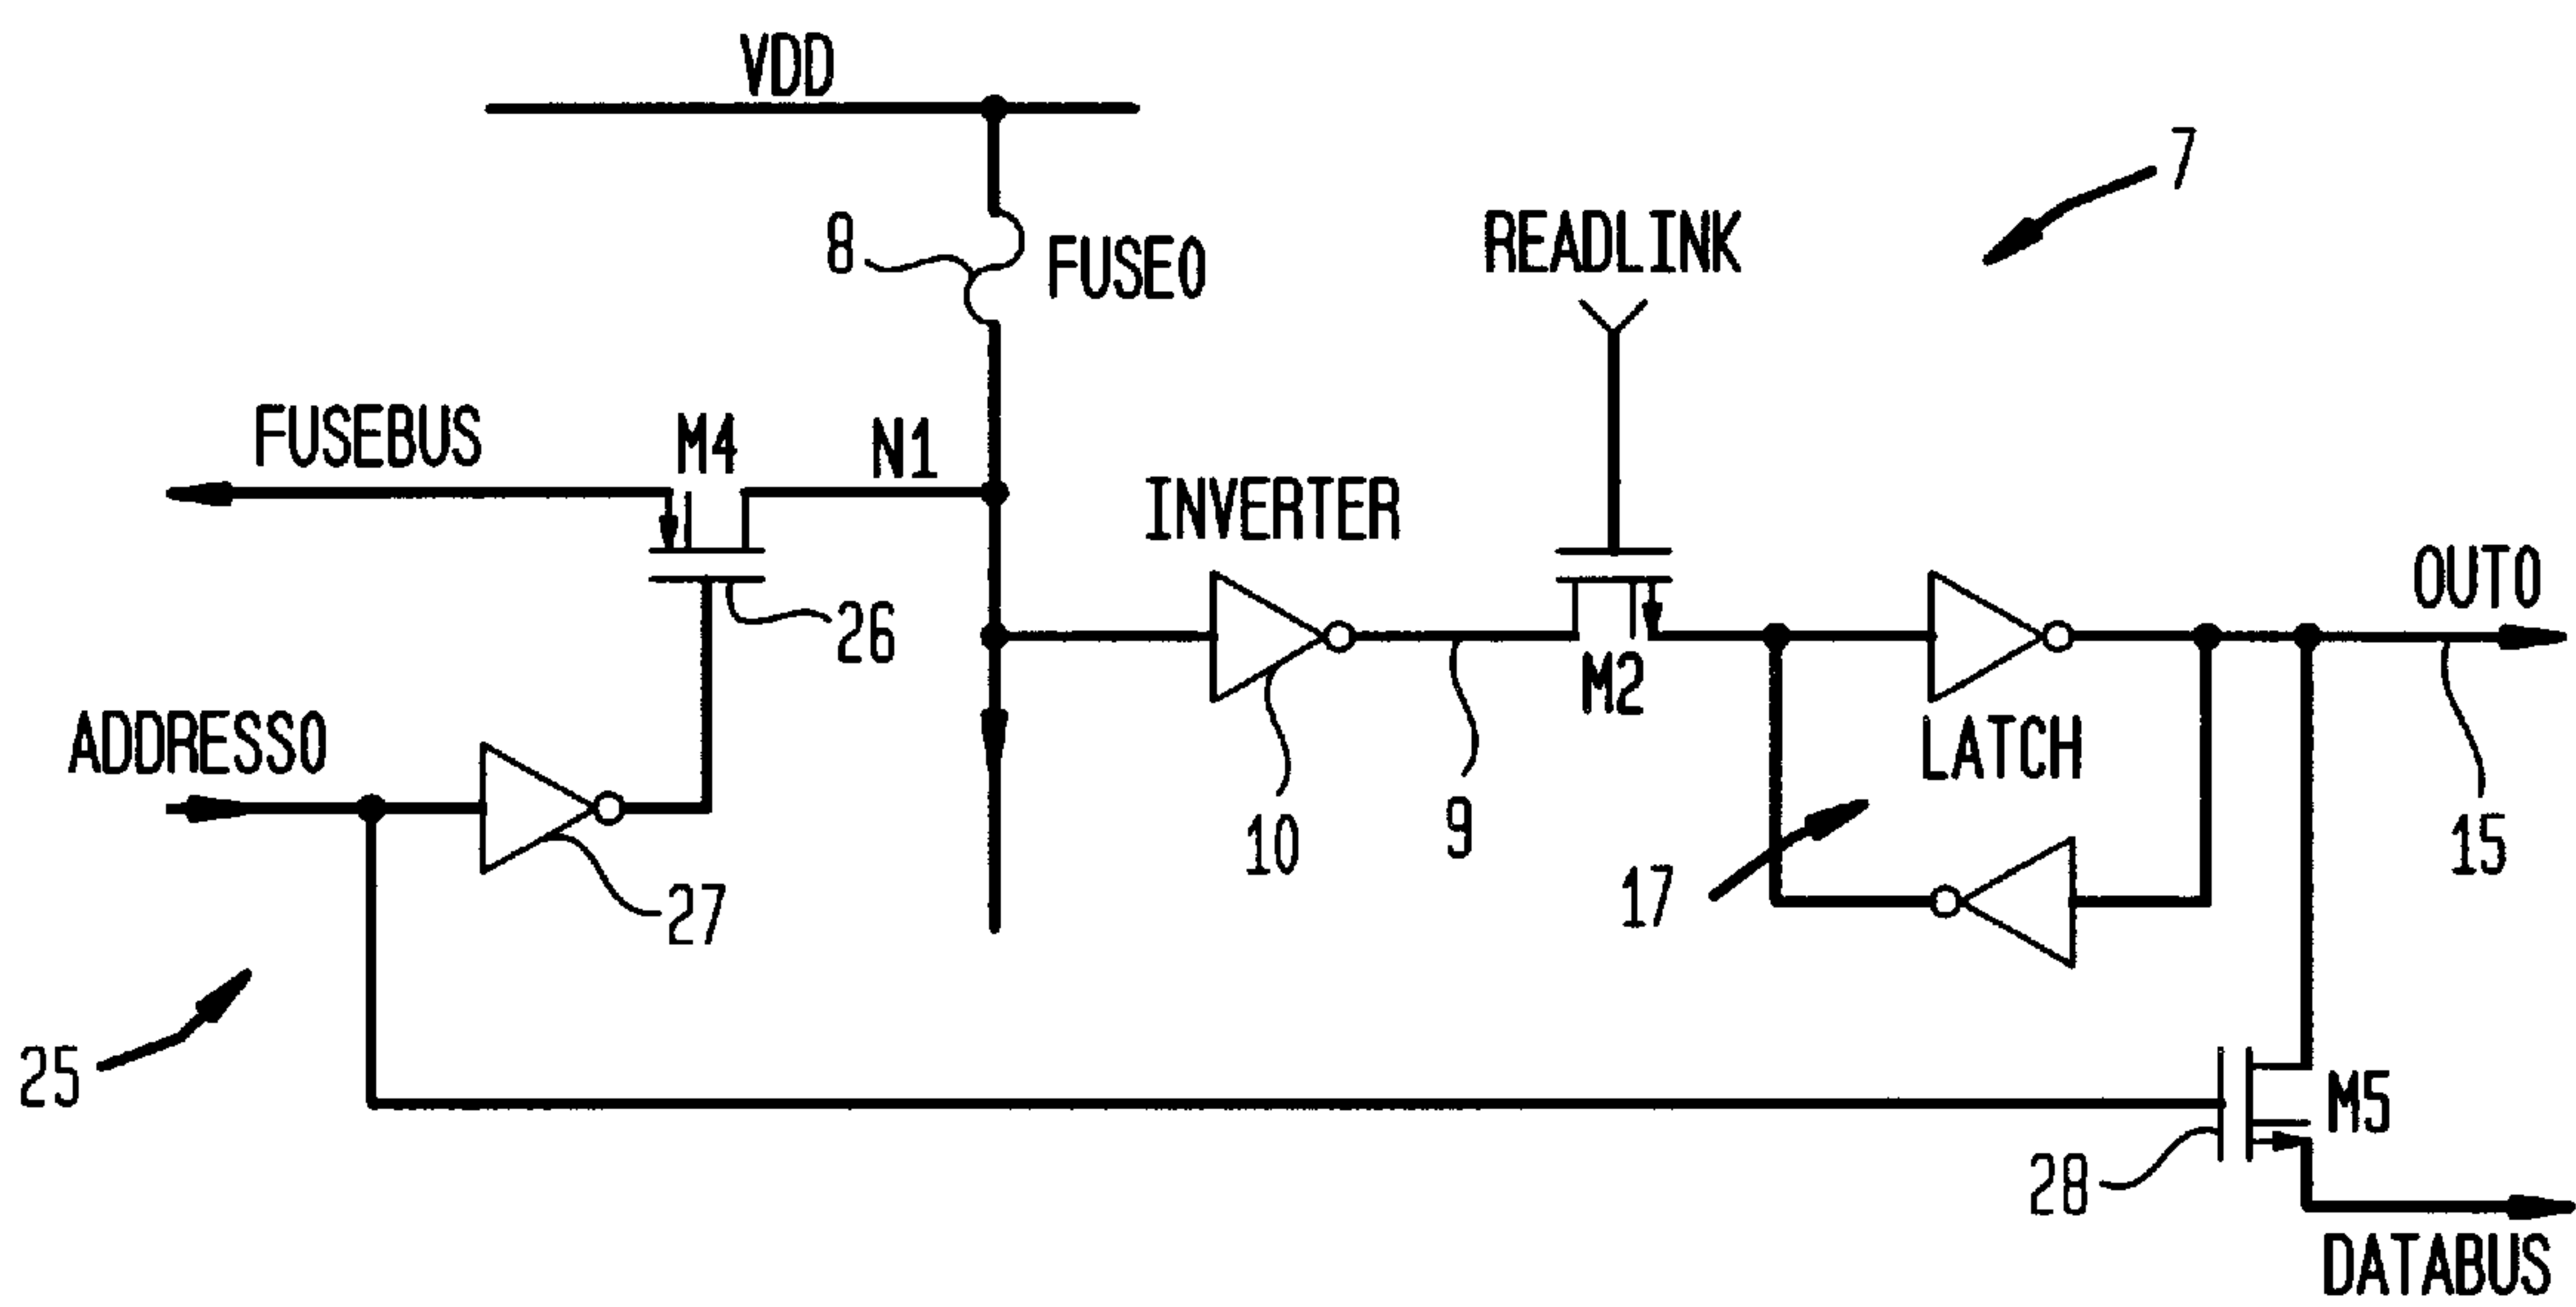 VDD
7
8
FUSE0
READLINK
FUSEBUS
M4
N1
INVERTER
26
M2
OUT0
ADDRESS0
LATCH
10
9
17
15
27
25
M5
28
DATABUS